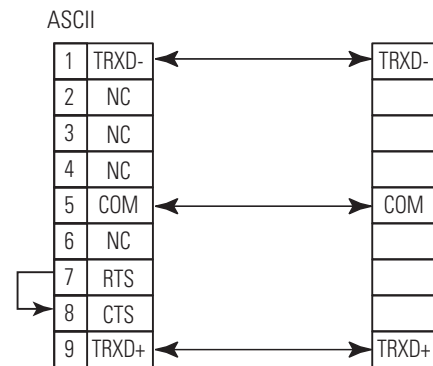 ASCII
1 TRXD- TRXD-
2 NC
3 NC
4 NC
5 COM COM
6 NC
7 RTS
8 CTS
9 TRXD+ TRXD+